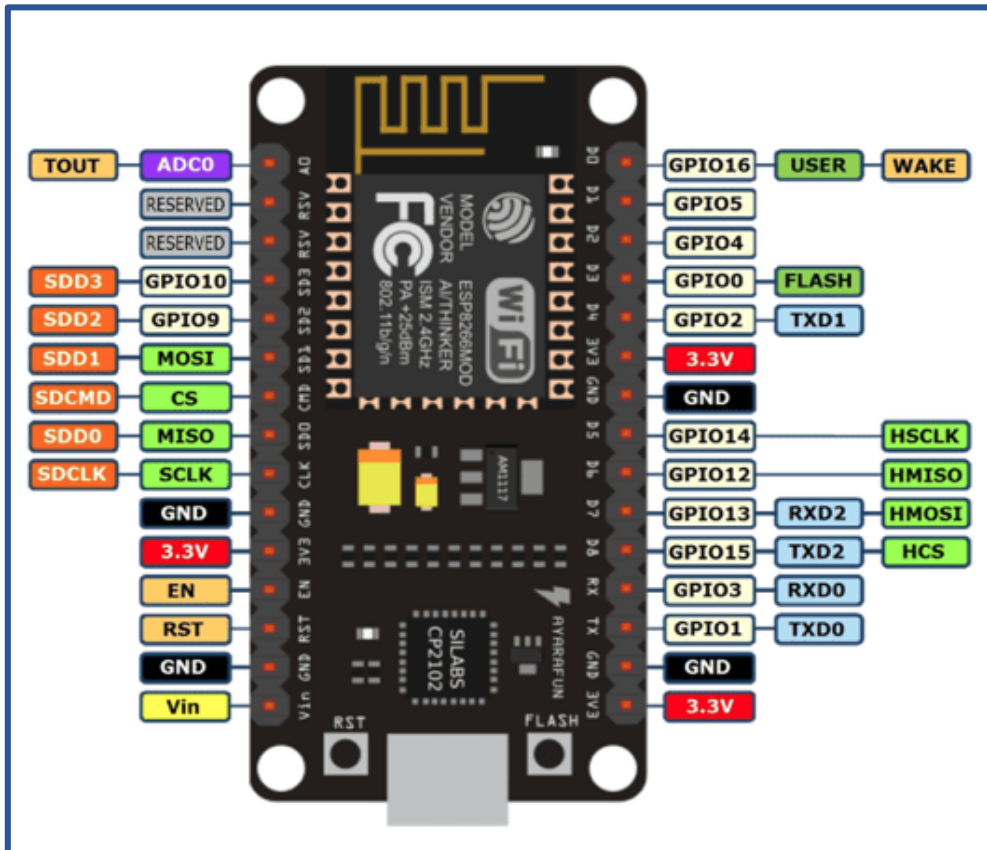 TOUT ADC0 A0 D0 GPIO16 USER WAKE
RESERVED RSV D1 GPIO5
RESERVED RSV D2 GPIO4
SDD3 GPIO10 SD3 D3 GPIO0 FLASH
SDD2 GPIO9 SD2 D4 GPIO2 TXD1
SDD1 MOSI SD1 3V3 3.3V
SDCMD CS CMD GND GND
SDD0 MISO SD0 D5 GPIO14 HSCLK
SDCLK SCLK CLK D6 GPIO12 HMISO
GND GND D7 GPIO13 RXD2 HMOSI
3.3V 3V3 D8 GPIO15 TXD2 HCS
EN EN RX GPIO3 RXD0
RST RST TX GPIO1 TXD0
GND GND GND GND
Vin Vin 3V3 3.3V
MODEL
VENDOR
ESP8266MOD
AI/THINKER
ISM 2.4GHz
PA +25dBm
802.11b/g/n
FC
WiFi
AM1117
SILABS
CP2102
AYARAFUN
RST
FLASH